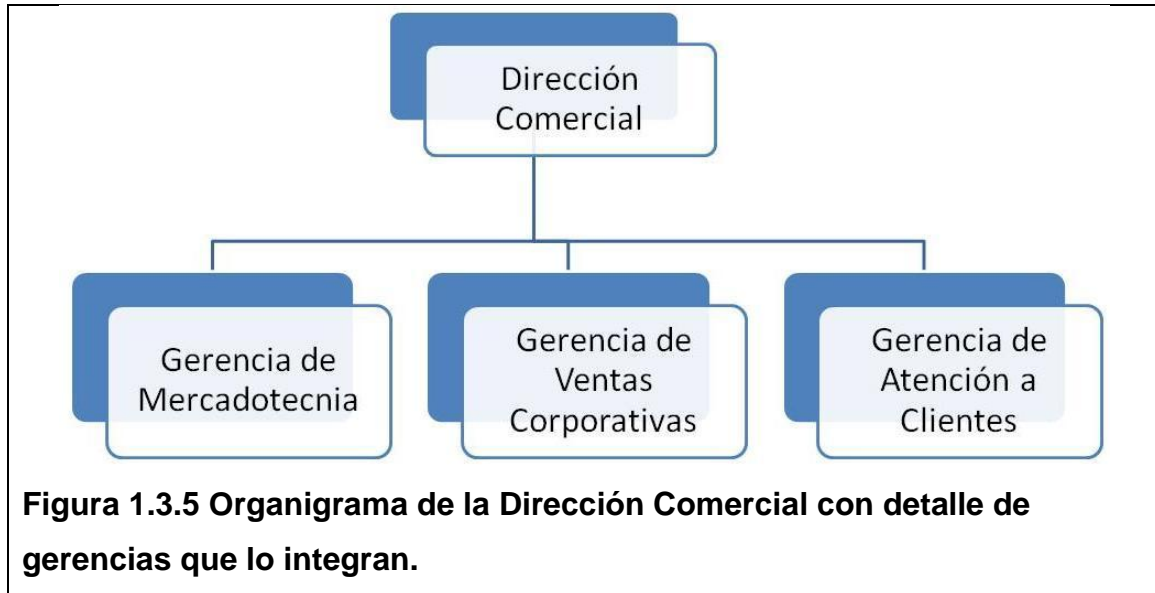 Dirección
Comercial
Gerencia de
Mercadotecnia
Gerencia de
Ventas
Corporativas
Gerencia de
Atención a
Clientes
Figura 1.3.5 Organigrama de la Dirección Comercial con detalle de
gerencias que lo integran.